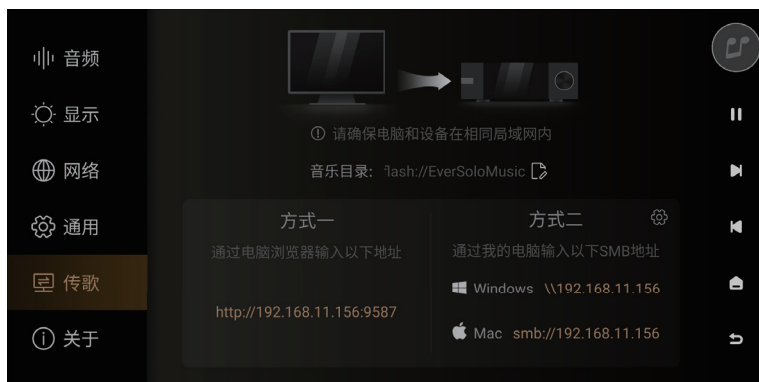 音频
显示
网络
通用
传歌
关于
请确保电脑和设备在相同局域网内
音乐目录: flash://EverSoloMusic
方式一
通过电脑浏览器输入以下地址
http://192.168.11.156:9587
方式二
通过我的电脑输入以下SMB地址
Windows \\192.168.11.156
Mac smb://192.168.11.156